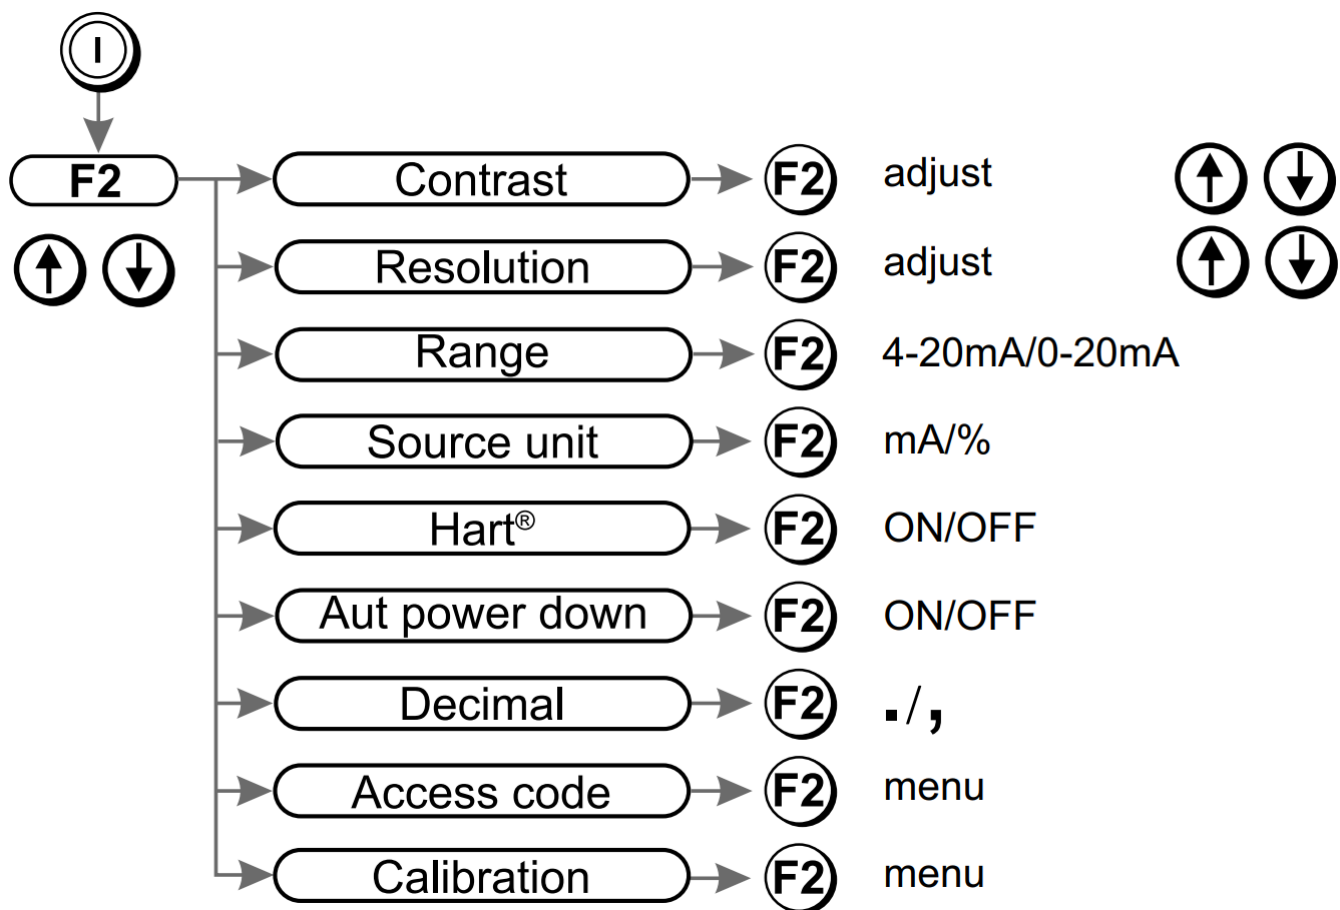 I
F2 Contrast F2 adjust
Resolution F2 adjust
Range F2 4-20mA/0-20mA
Source unit F2 mA/%
Hart® F2 ON/OFF
Aut power down F2 ON/OFF
Decimal F2 ./,
Access code F2 menu
Calibration F2 menu